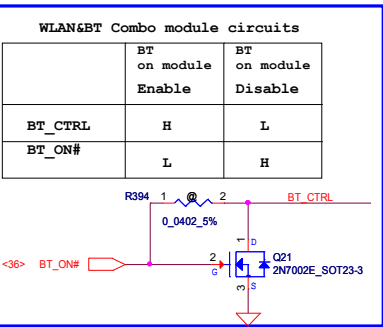 WLAN&BT Combo module circuits
BT on module Enable
BT on module Disable
BT_CTRL H L
BT_ON# L H
R394 1 @ 2 BT_CTRL
0_0402_5%
1 D
<36> BT_ON# 2 G
Q21
2N7002E_SOT23-3
3 S